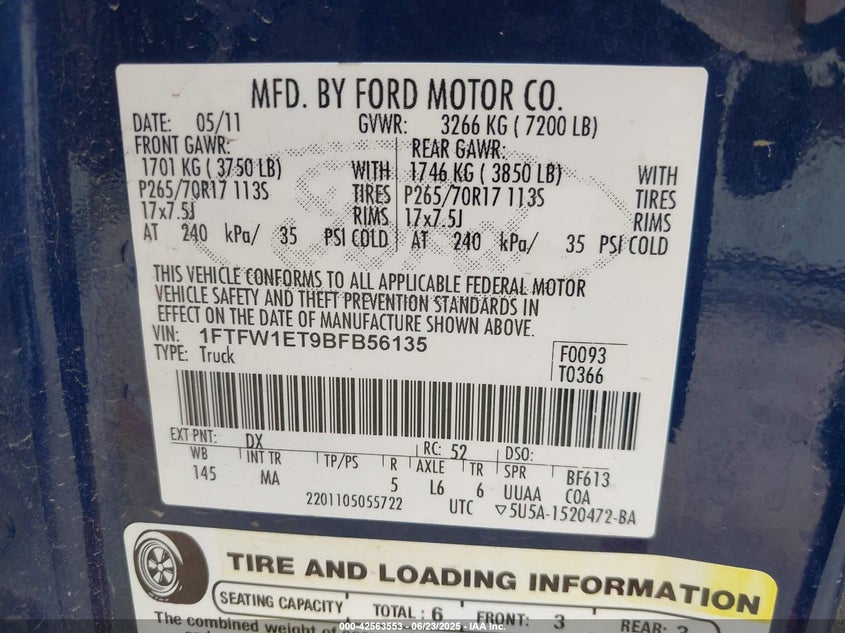 MFD. BY FORD MOTOR CO.
DATE: 05/11 GVWR: 3266 KG ( 7200 LB)
FRONT GAWR: REAR GAWR:
1701 KG ( 3750 LB) WITH 1746 KG ( 3850 LB) WITH
P265/70R17 113S TIRES P265/70R17 113S TIRES
17x7.5J RIMS 17x7.5J RIMS
AT 240 kPa/ 35 PSI COLD AT 240 kPa/ 35 PSI COLD
THIS VEHICLE CONFORMS TO ALL APPLICABLE FEDERAL MOTOR
VEHICLE SAFETY AND THEFT PREVENTION STANDARDS IN
EFFECT ON THE DATE OF MANUFACTURE SHOWN ABOVE.
VIN: 1FTFW1ET9BFB56135
TYPE: Truck
F0093
T0366
EXT PNT: DX RC: 52 DSO:
WB INT TR TP/PS R AXLE TR SPR BF613
145 MA 5 L6 6 UUAA COA
2201105055722 UTC ▽5U5A-1520472-BA
TIRE AND LOADING INFORMATION
SEATING CAPACITY TOTAL : 6 FRONT: 3 REAR: 3
The combined weight of
© 42563553 — 06/23/2025 — IAA Inc.